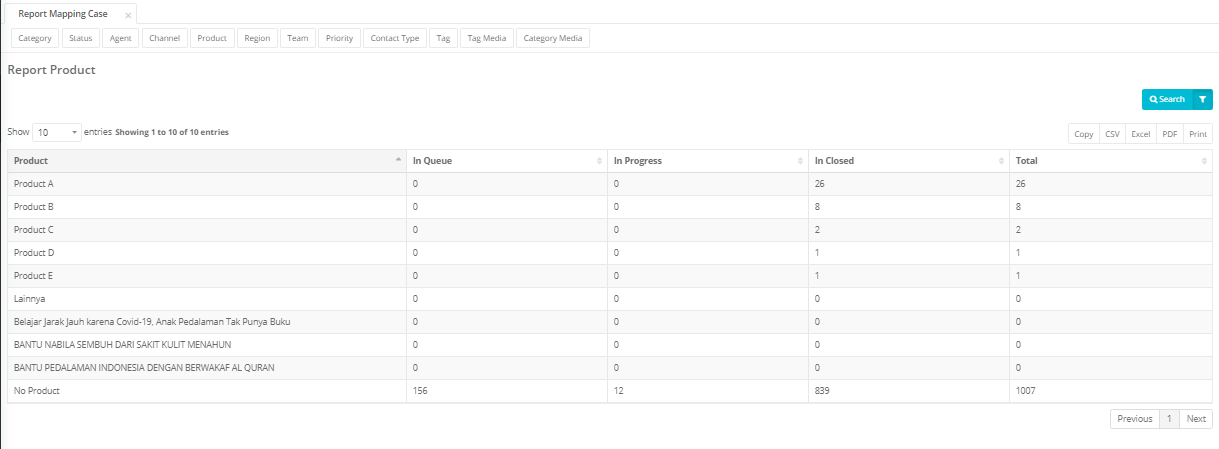 Report Mapping Case ×
Category Status Agent Channel Product Region Team Priority Contact Type Tag Tag Media Category Media
Report Product
Search
Show 10 entries Showing 1 to 10 of 10 entries
Copy CSV Excel PDF Print
Product In Queue In Progress In Closed Total
Product A 0 0 26 26
Product B 0 0 8 8
Product C 0 0 2 2
Product D 0 0 1 1
Product E 0 0 1 1
Lainnya 0 0 0 0
Belajar Jarak Jauh karena Covid-19, Anak Pedalaman Tak Punya Buku 0 0 0 0
BANTU NABILA SEMBUH DARI SAKIT KULIT MENAHUN 0 0 0 0
BANTU PEDALAMAN INDONESIA DENGAN BERWAKAF AL QURAN 0 0 0 0
No Product 156 12 839 1007
Previous 1 Next